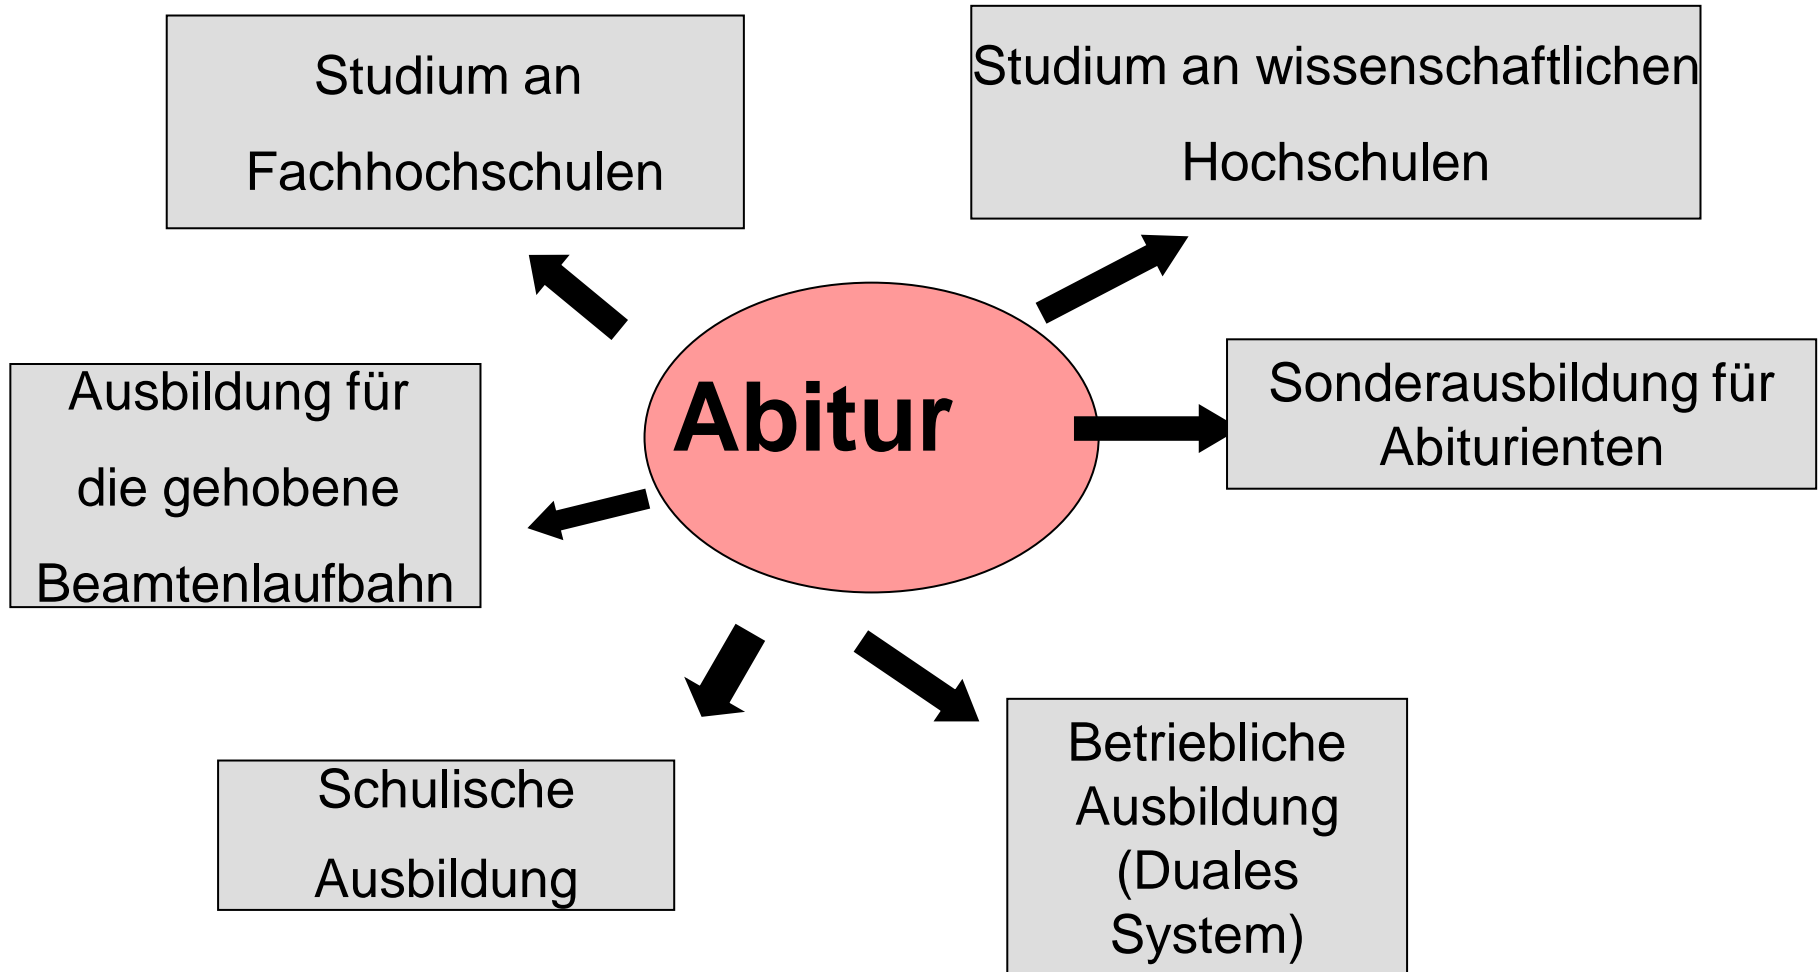 Studium an
Fachhochschulen
Studium an wissenschaftlichen
Hochschulen
Abitur
Sonderausbildung für
Abiturienten
Ausbildung für
die gehobene
Beamtenlaufbahn
Schulische
Ausbildung
Betriebliche
Ausbildung
(Duales
System)